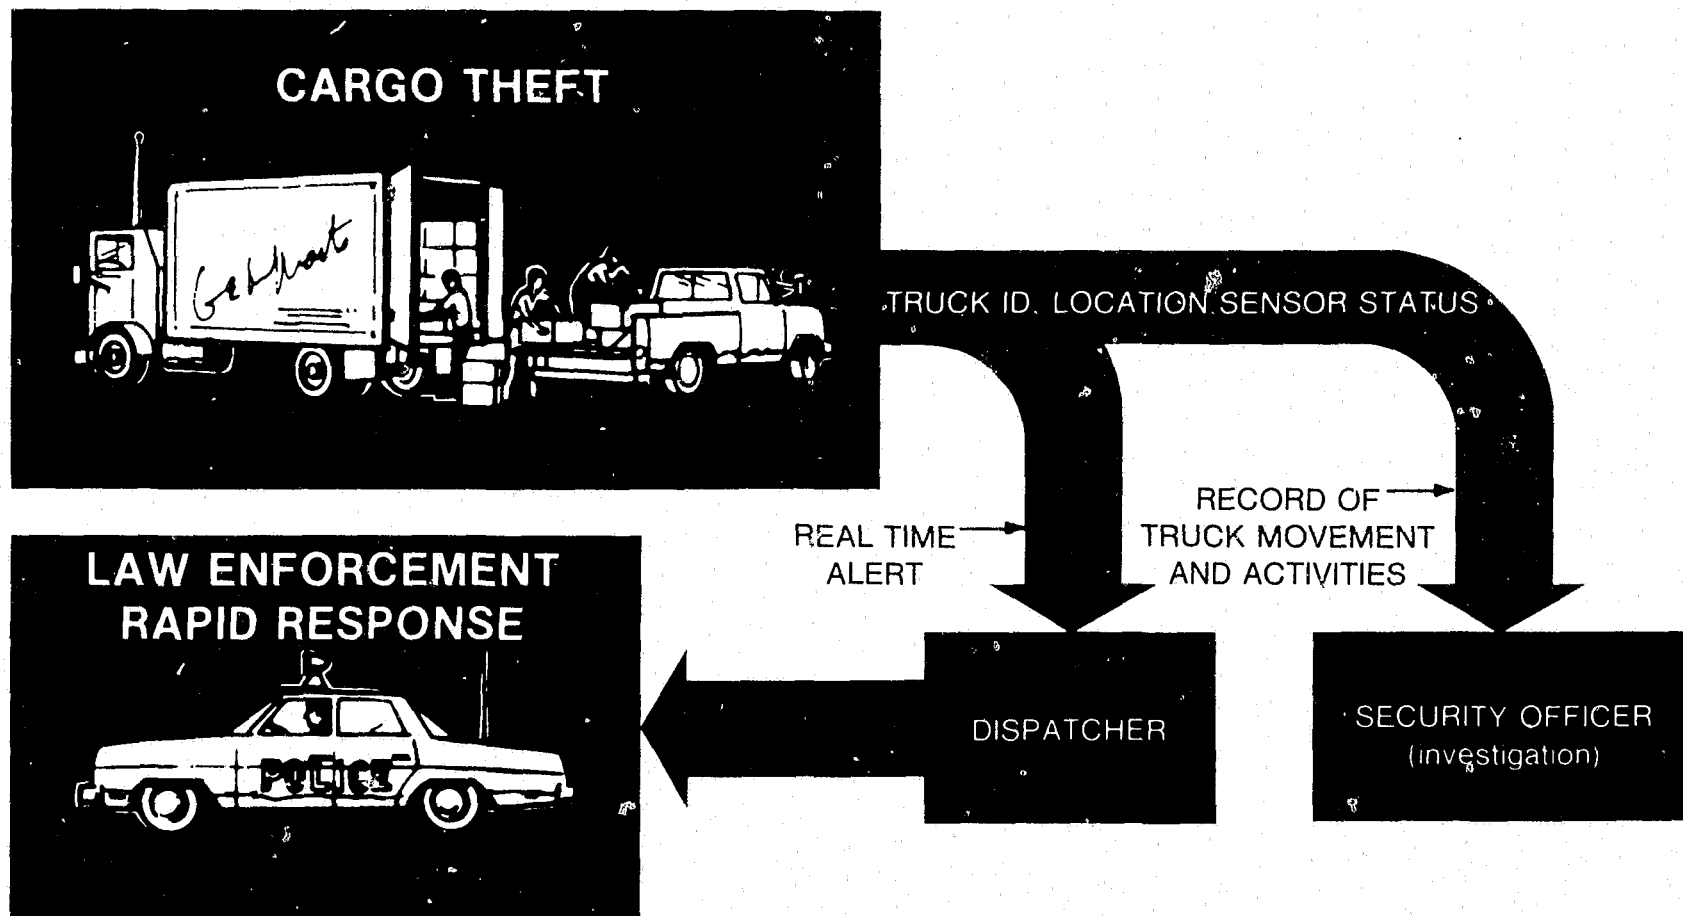 CARGO THEFT
TRUCK ID, LOCATION, SENSOR STATUS
REAL TIME
ALERT
RECORD OF
TRUCK MOVEMENT
AND ACTIVITIES
LAW ENFORCEMENT
RAPID RESPONSE
POLICE
DISPATCHER
SECURITY OFFICER
(investigation)